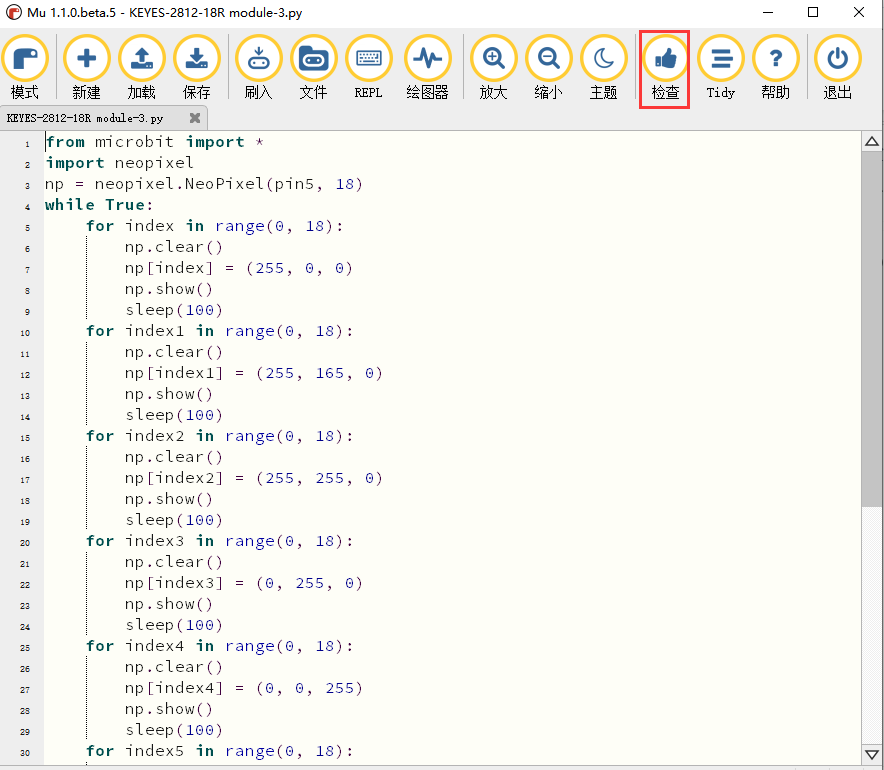 Mu 1.1.0.beta.5 - KEYES-2812-18R module-3.py
模式 新建 加载 保存 刷入 文件 REPL 绘图器 放大 缩小 主题 检查 Tidy 帮助 退出
KEYES-2812-18R module-3.py
1 from microbit import *
2 import neopixel
3 np = neopixel.NeoPixel(pin5, 18)
4 while True:
5     for index in range(0, 18):
6         np.clear()
7         np[index] = (255, 0, 0)
8         np.show()
9         sleep(100)
10     for index1 in range(0, 18):
11         np.clear()
12         np[index1] = (255, 165, 0)
13         np.show()
14         sleep(100)
15     for index2 in range(0, 18):
16         np.clear()
17         np[index2] = (255, 255, 0)
18         np.show()
19         sleep(100)
20     for index3 in range(0, 18):
21         np.clear()
22         np[index3] = (0, 255, 0)
23         np.show()
24         sleep(100)
25     for index4 in range(0, 18):
26         np.clear()
27         np[index4] = (0, 0, 255)
28         np.show()
29         sleep(100)
30     for index5 in range(0, 18):